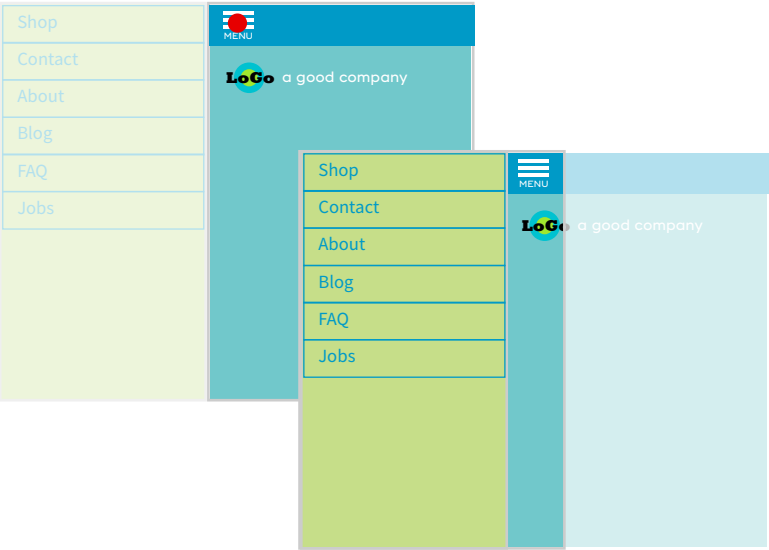 Shop
Contact
About
Blog
FAQ
Jobs
MENU
LoGo a good company
Shop
Contact
About
Blog
FAQ
Jobs
MENU
LoGo a good company